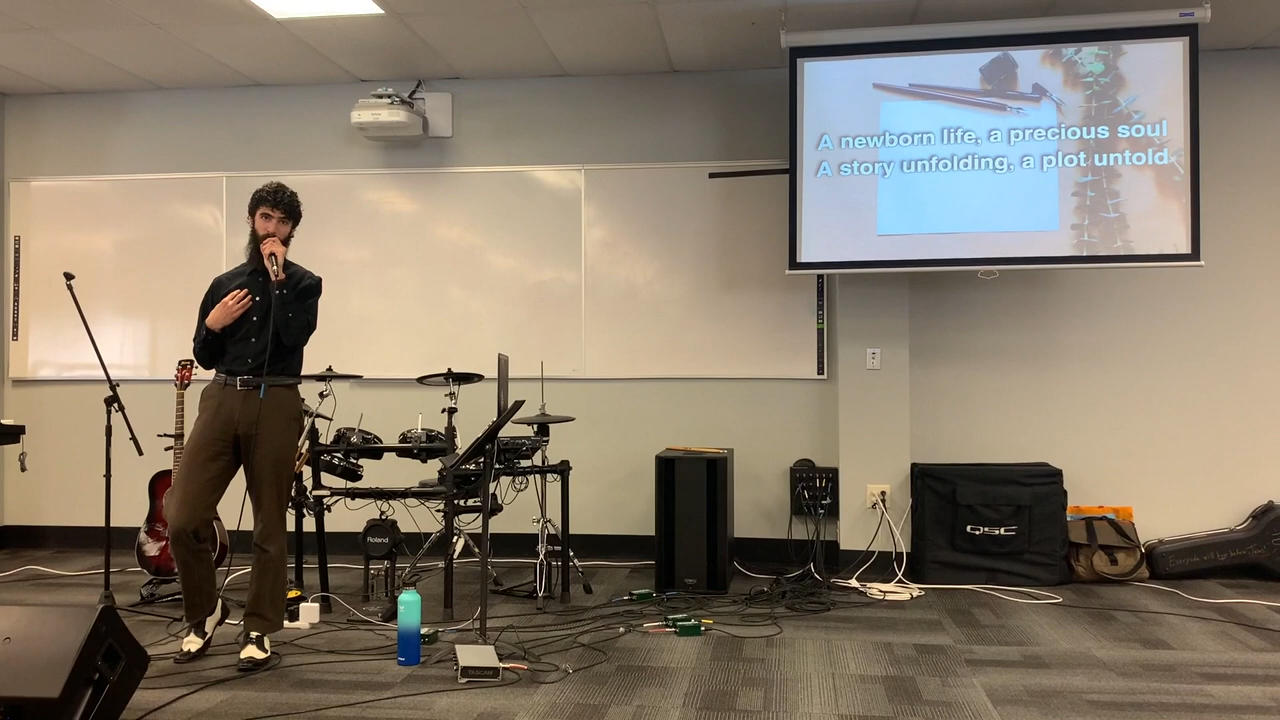 A newborn life, a precious soul
A story unfolding, a plot untold
Roland
QSC
TASCAM